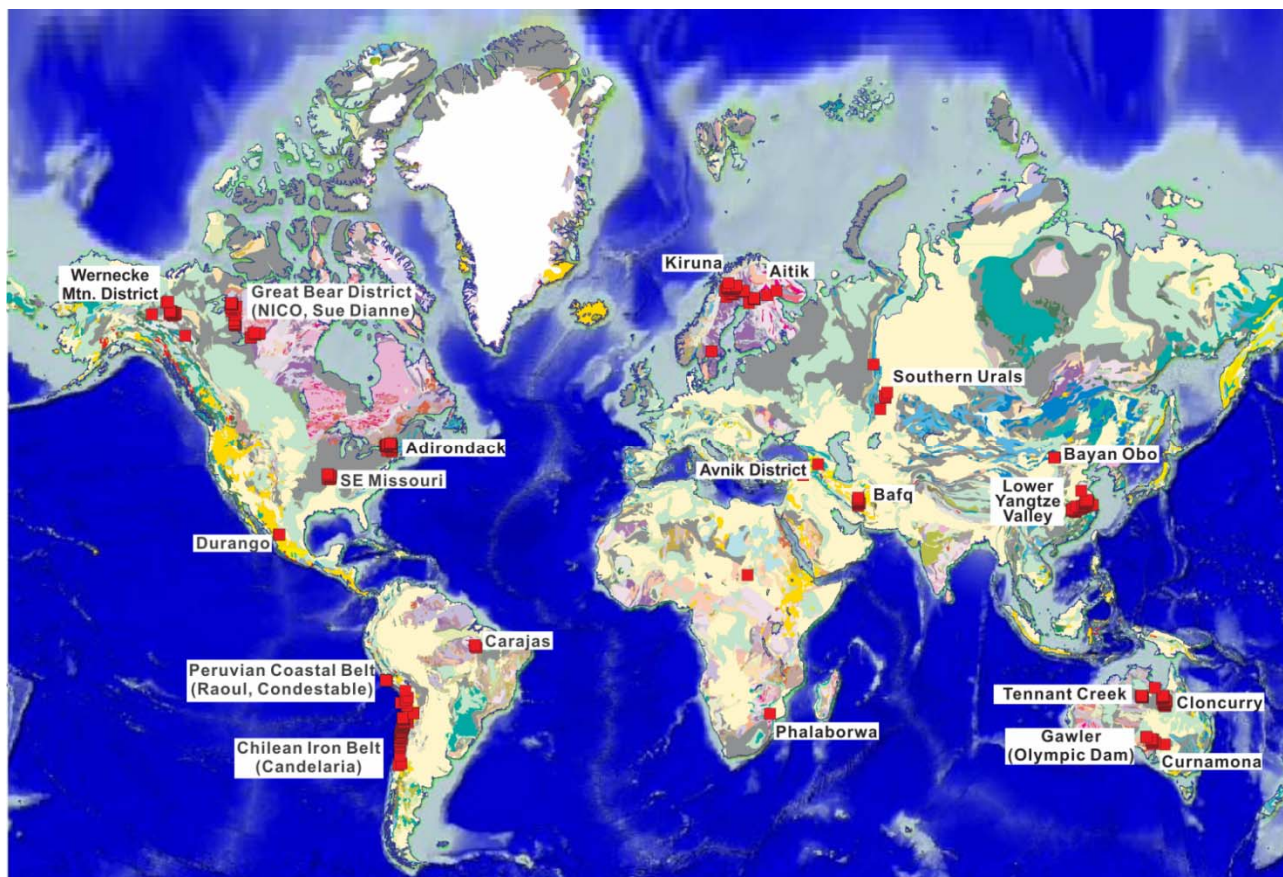 Wernecke
Mtn. District
Great Bear District
(NICO, Sue Dianne)
Kiruna
Aitik
Southern Urals
Adirondack
SE Missouri
Avnik District
Bafq
Bayan Obo
Lower
Yangtze
Valley
Durango
Carajas
Peruvian Coastal Belt
(Raoul, Condestable)
Chilean Iron Belt
(Candelaria)
Phalaborwa
Tennant Creek
Cloncurry
Gawler
(Olympic Dam)
Curnamona